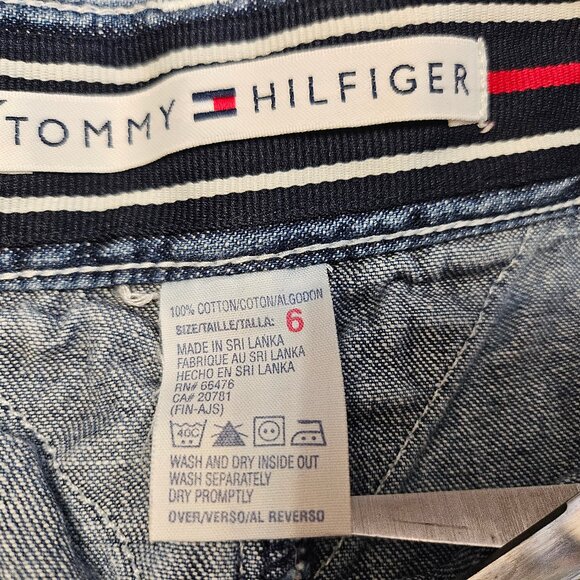 TOMMY HILFIGER
100% COTTON/COTON/ALGODON
SIZE/TAILLE/TALLA: 6
MADE IN SRI LANKA
FABRIQUE AU SRI LANKA
HECHO EN SRI LANKA
RN# 66476
CA# 20781
(FIN-AJS)
40C
WASH AND DRY INSIDE OUT
WASH SEPARATELY
DRY PROMPTLY
OVER/VERSO/AL REVERSO